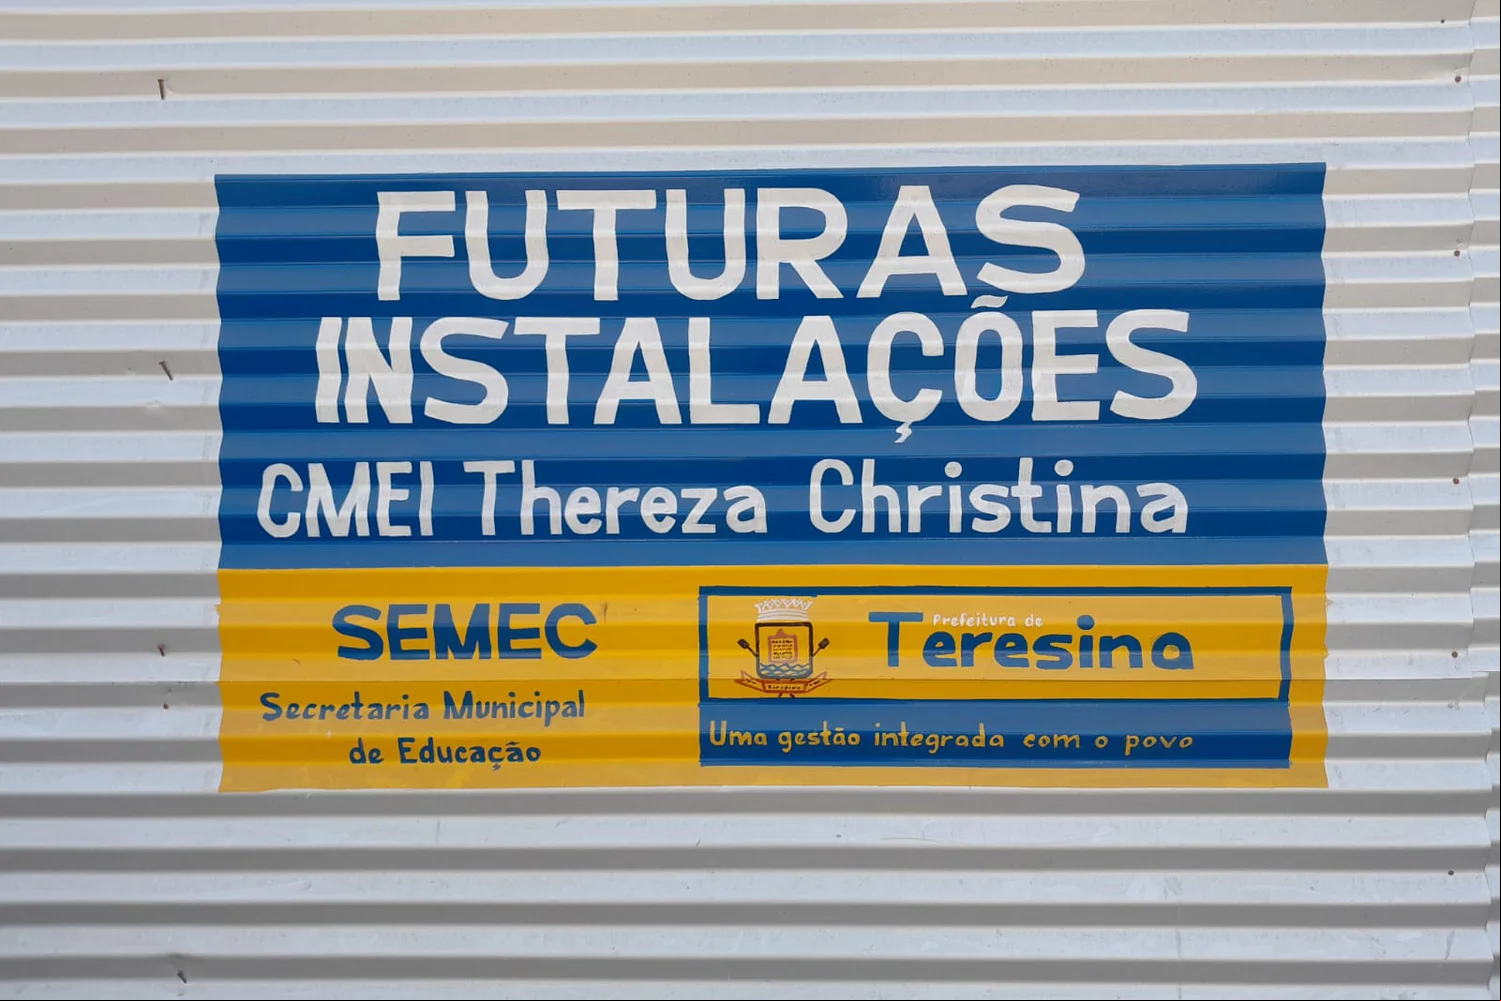 FUTURAS
INSTALAÇÕES
CMEI Thereza Christina
SEMEC
Secretaria Municipal
de Educação
Prefeitura de
Teresina
Uma gestão integrada com o povo